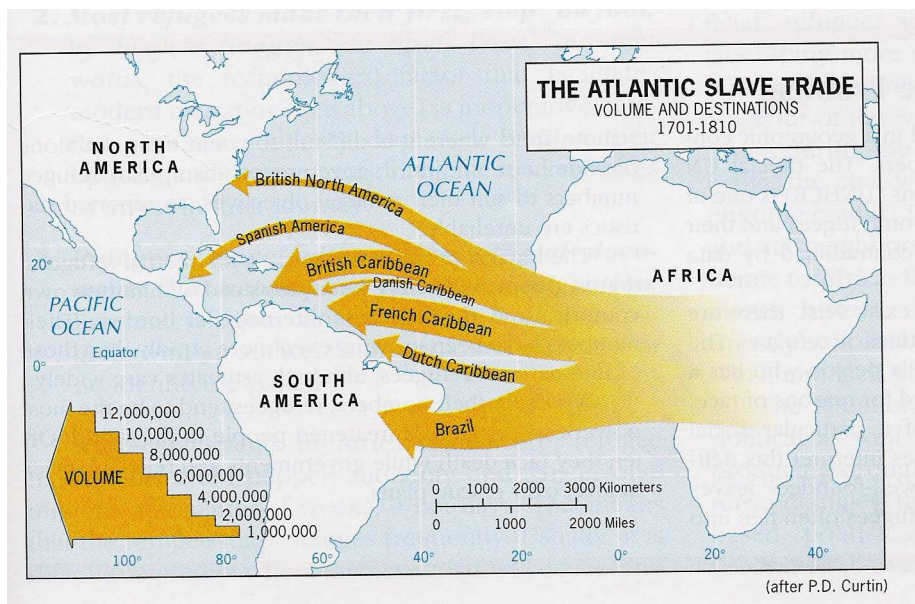 THE ATLANTIC SLAVE TRADE
VOLUME AND DESTINATIONS
1701-1810
NORTH
AMERICA
ATLANTIC
OCEAN
British North America
Spanish America
British Caribbean
Danish Caribbean
French Caribbean
Dutch Caribbean
Brazil
AFRICA
20°
PACIFIC
OCEAN
Equator
0°
SOUTH
AMERICA
VOLUME
12,000,000
10,000,000
8,000,000
6,000,000
4,000,000
2,000,000
1,000,000
0 1000 2000 3000 Kilometers
0 1000 2000 Miles
100° 80° 60° 40° 20° 0° 20° 40°
(after P.D. Curtin)